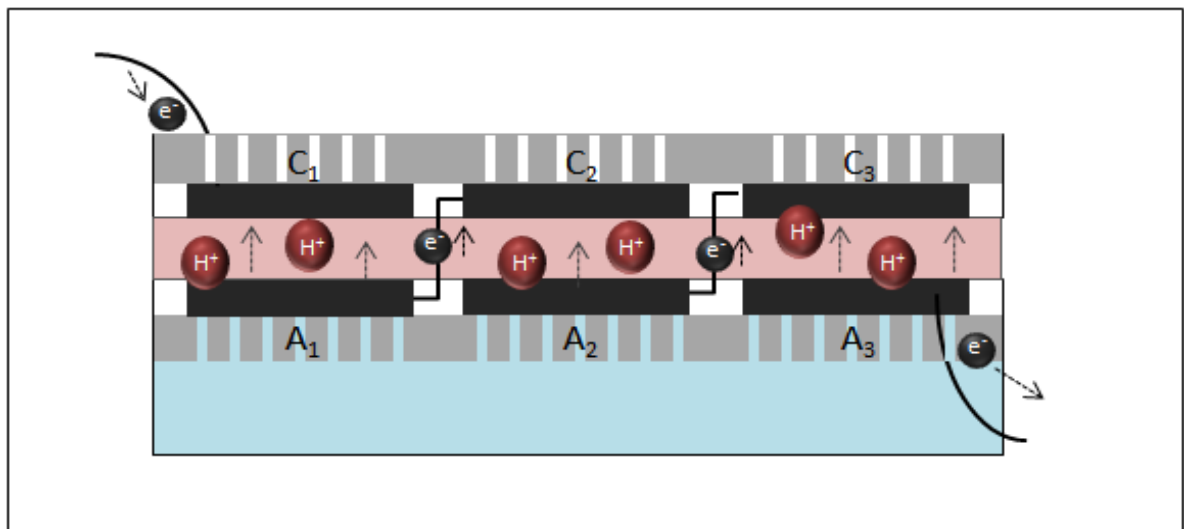 e⁻
C₁ C₂ C₃
H⁺ H⁺ e⁻ H⁺ H⁺ e⁻ H⁺ H⁺
A₁ A₂ A₃ e⁻